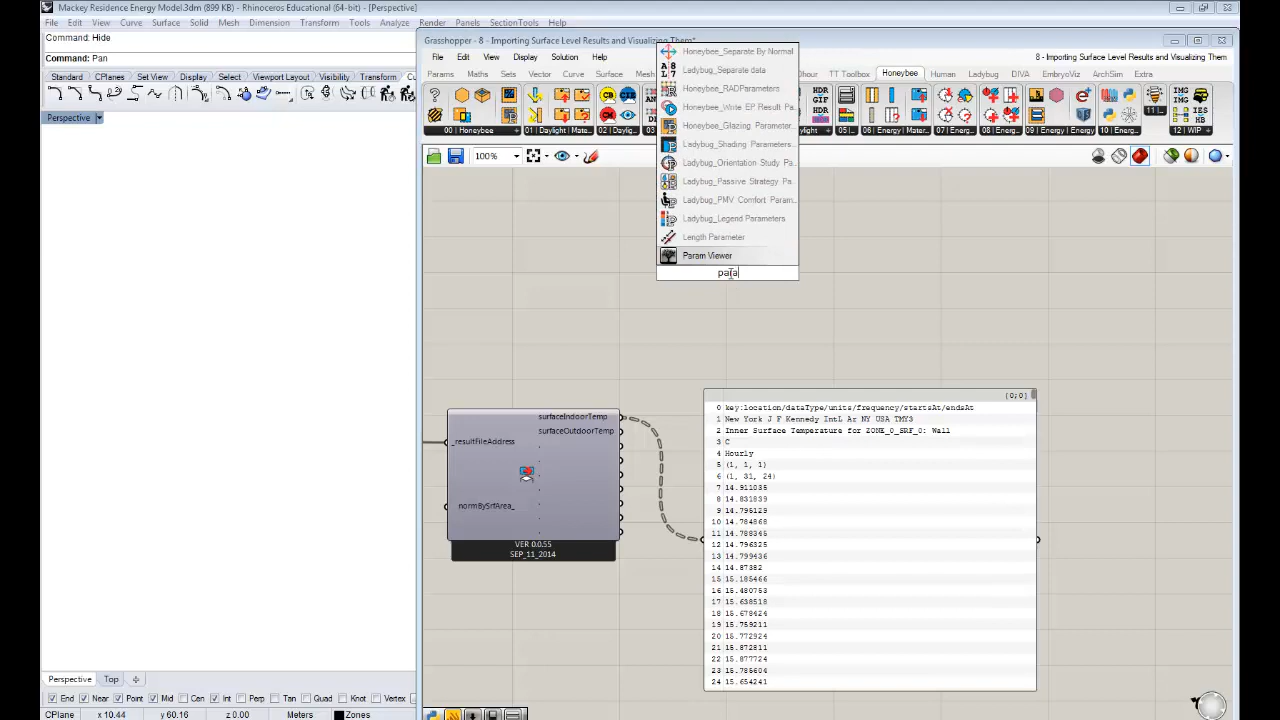 Mackey Residence Energy Model.3dm (899 KB) - Rhinoceros Educational (64-bit) - [Perspective]
File Edit View Curve Surface Solid Mesh Dimension Transform Tools Analyze Render Panels SectionTools Help
Command: Hide
Command: Pan
Standard CPlanes Set View Display Select Viewport Layout Visibility Transform
Perspective
Grasshopper - 8 - Importing Surface Level Results and Visualizing Them*
File Edit View Display Solution Help
8 - Importing Surface Level Results and Visualizing Them
Params Maths Sets Vector Curve Surface TT Toolbox Honeybee Human Ladybug DIVA EmbryoViz ArchSim Extra
00 | Honeybee
01 | Daylight | Mate...
02 | Daylig...
05 |...
06 | Energy | Mater...
07 | Energ...
08 | Energ...
09 | Energy | Energy
10 | Energ...
11 |...
12 | WIP
100%
Honeybee_Separate By Normal
Ladybug_Separate data
Honeybee_RADParameters
Honeybee_Write EP Result Pa...
Honeybee_Glazing Parameter...
Ladybug_Shading Parameters...
Ladybug_Orientation Study Pa...
Ladybug_Passive Strategy Pa...
Ladybug_PMV Comfort Param...
Ladybug_Legend Parameters
Length Parameter
Param Viewer
para
_resultFileAddress
normBySrfArea_
surfaceIndoorTemp
surfaceOutdoorTemp
VER 0.0.55
SEP_11_2014
{0;0}
0 key:location/dataType/units/frequency/startsAt/endsAt
1 New York J F Kennedy IntL Ar NY USA TMY3
2 Inner Surface Temperature for ZONE_0_SRF_0: Wall
3 C
4 Hourly
5 (1, 1, 1)
6 (1, 31, 24)
7 14.911035
8 14.831839
9 14.795129
10 14.784868
11 14.788345
12 14.796325
13 14.799436
14 14.87382
15 15.185466
16 15.480753
17 15.638518
18 15.678424
19 15.759211
20 15.772924
21 15.872811
22 15.877724
23 15.785604
24 15.654241
Perspective Top
End Near Point Mid Cen Int Perp Tan Quad Knot Vertex
CPlane x 10.44 y 60.16 z 0.00 Meters Zones